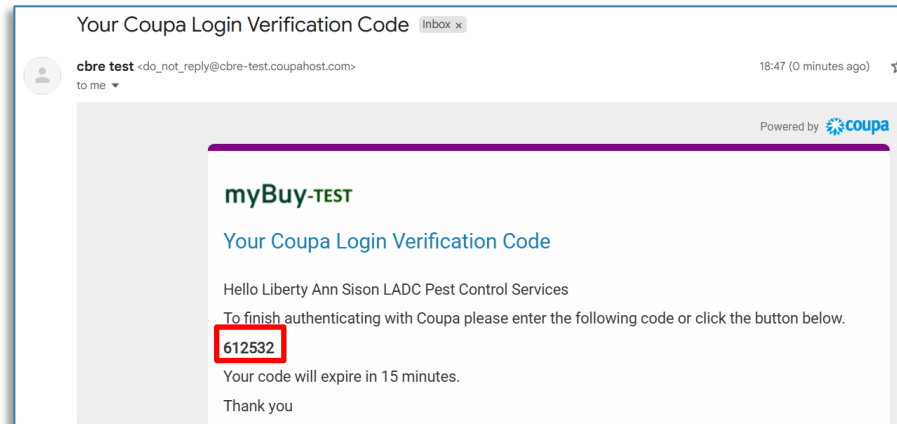 Your Coupa Login Verification Code Inbox x
cbre test <do_not_reply@cbre-test.coupahost.com> 18:47 (0 minutes ago)
to me
Powered by coupa
myBuy-TEST
Your Coupa Login Verification Code
Hello Liberty Ann Sison LADC Pest Control Services
To finish authenticating with Coupa please enter the following code or click the button below.
612532
Your code will expire in 15 minutes.
Thank you